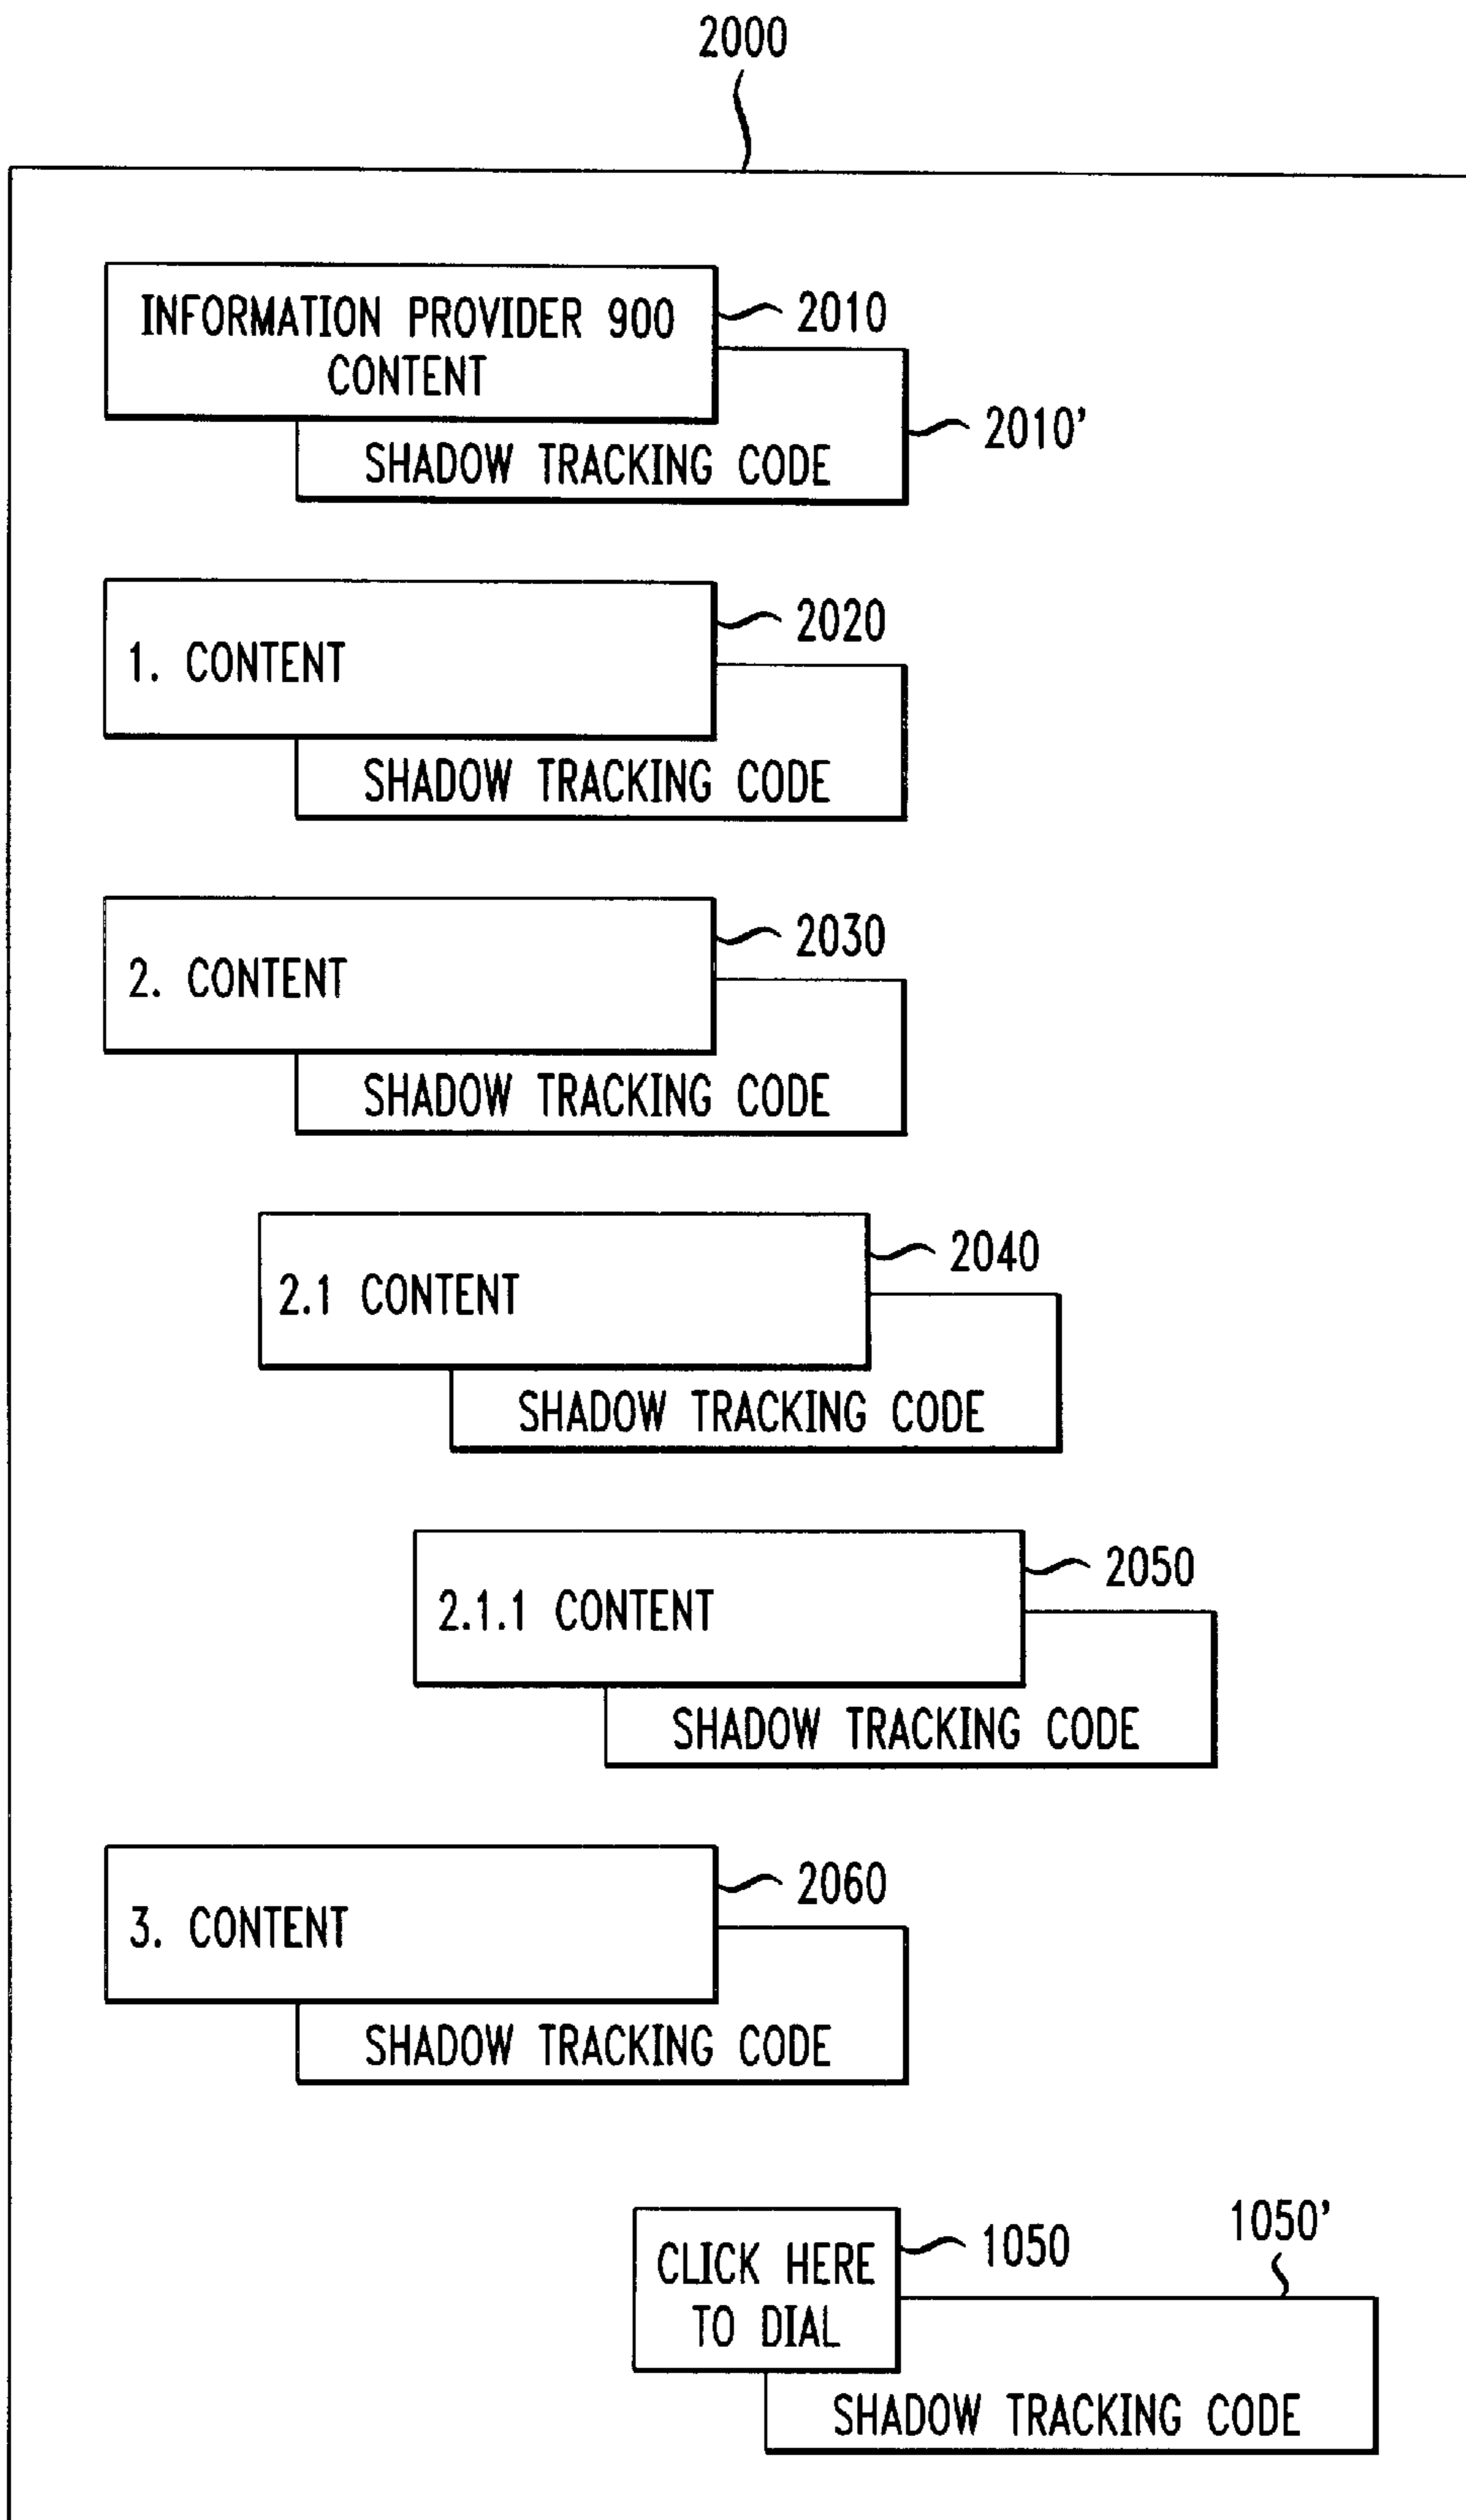 2000
INFORMATION PROVIDER 900
CONTENT
2010
SHADOW TRACKING CODE
2010'
1. CONTENT
2020
SHADOW TRACKING CODE
2. CONTENT
2030
SHADOW TRACKING CODE
2.1 CONTENT
2040
SHADOW TRACKING CODE
2.1.1 CONTENT
2050
SHADOW TRACKING CODE
3. CONTENT
2060
SHADOW TRACKING CODE
CLICK HERE
TO DIAL
1050
1050'
SHADOW TRACKING CODE